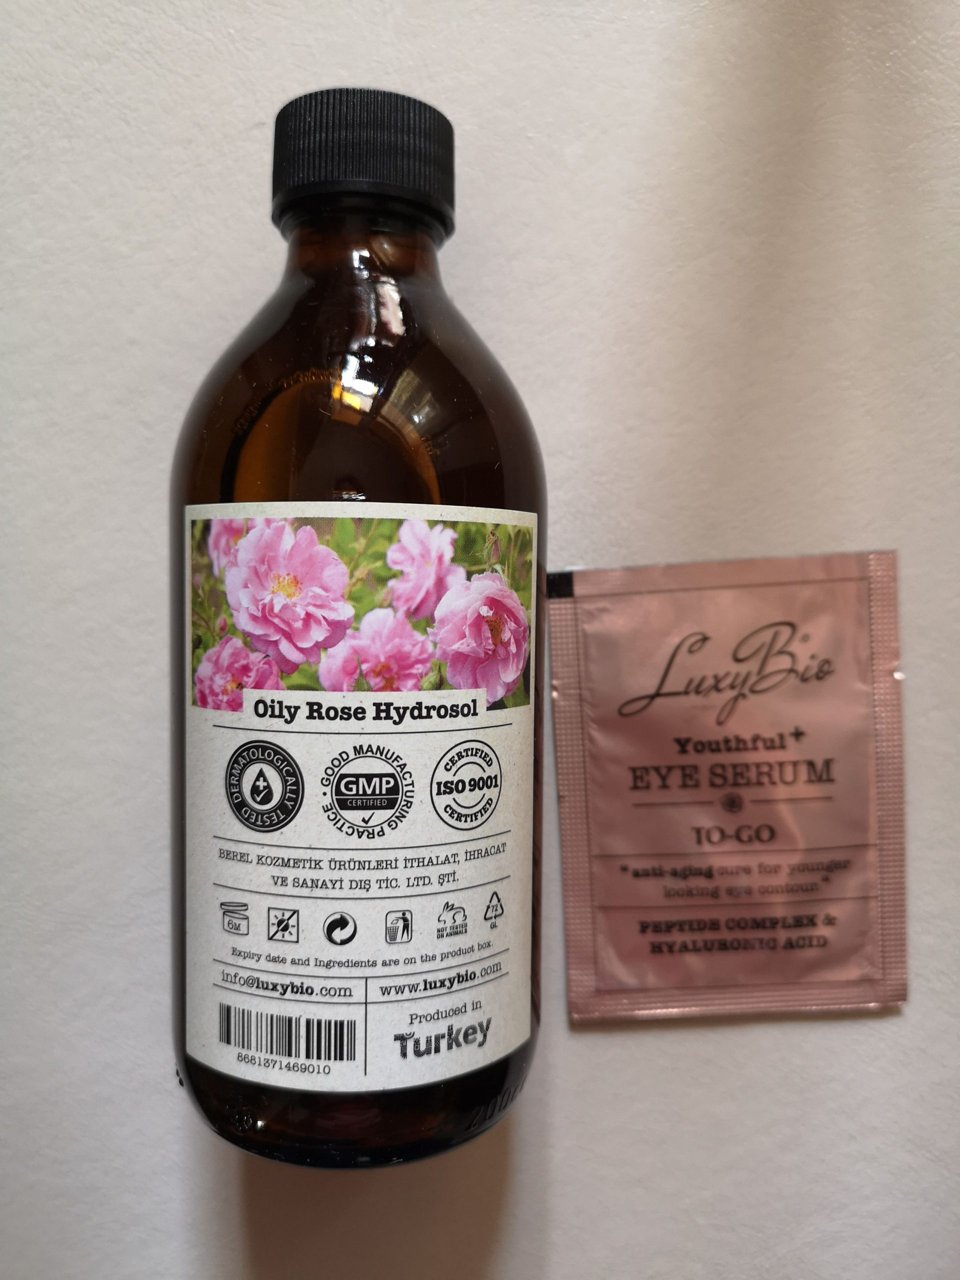 Oily Rose Hydrosol
DERMATOLOGICALLY TESTED
GOOD MANUFACTURING PRACTICE
GMP
CERTIFIED
CERTIFIED
ISO 9001
CERTIFIED
BEREL KOZMETİK ÜRÜNLERİ İTHALAT, İHRACAT
VE SANAYİ DIŞ TİC. LTD. ŞTİ.
6M
NOT TESTED
ON ANIMALS
72
GL
Expiry date and Ingredients are on the product box
info@luxybio.com
www.luxybio.com
8681371469010
Produced in
Turkey
LuxyBio®
Youthful+
EYE SERUM
TO-GO
"anti-aging cure for younger
looking eye contour"
PEPTIDE COMPLEX &
HYALURONIC ACID